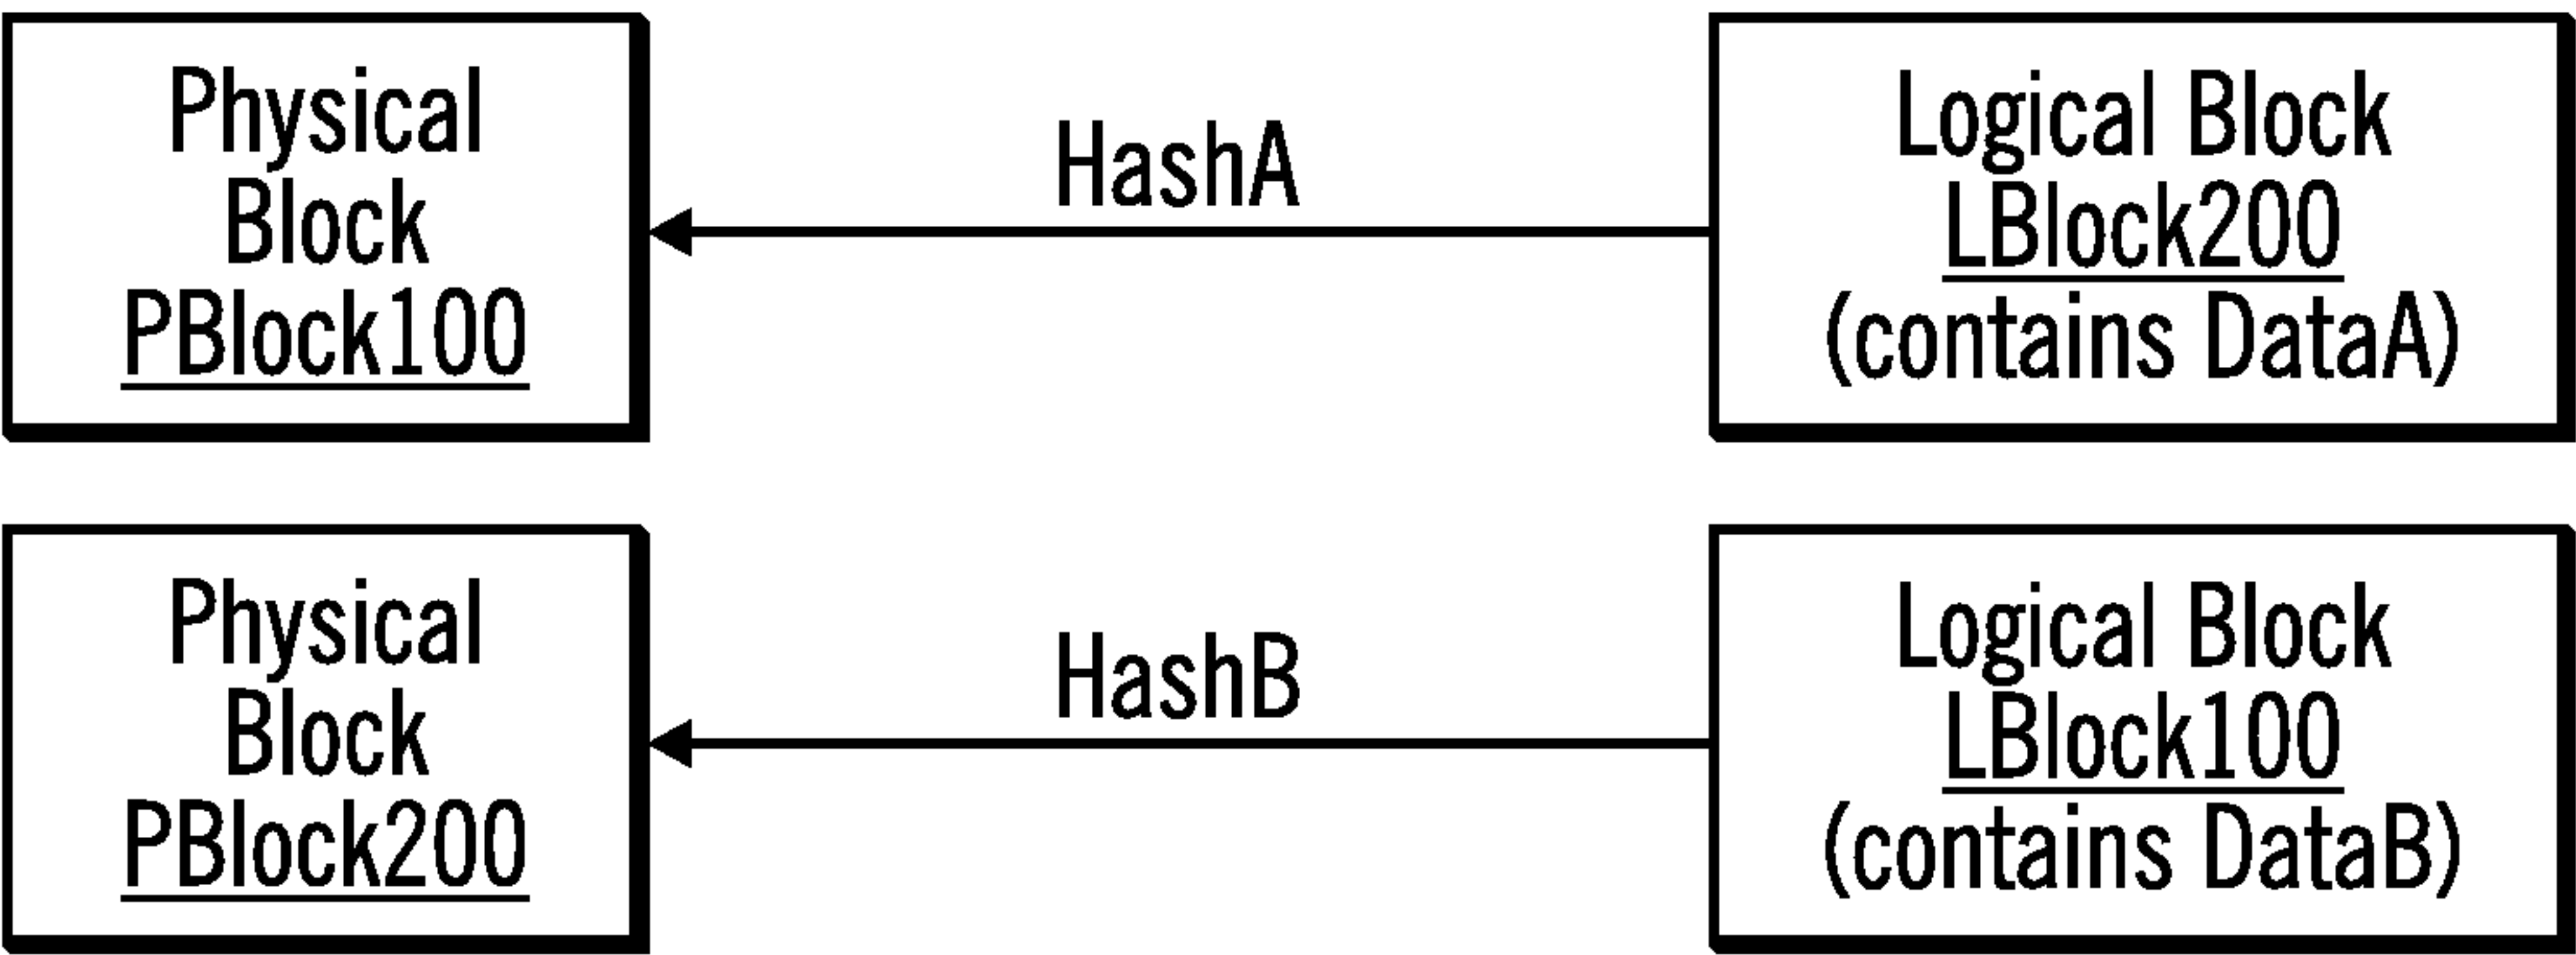 Physical
Block
PBlock100
HashA
Logical Block
LBlock200
(contains DataA)
Physical
Block
PBlock200
HashB
Logical Block
LBlock100
(contains DataB)